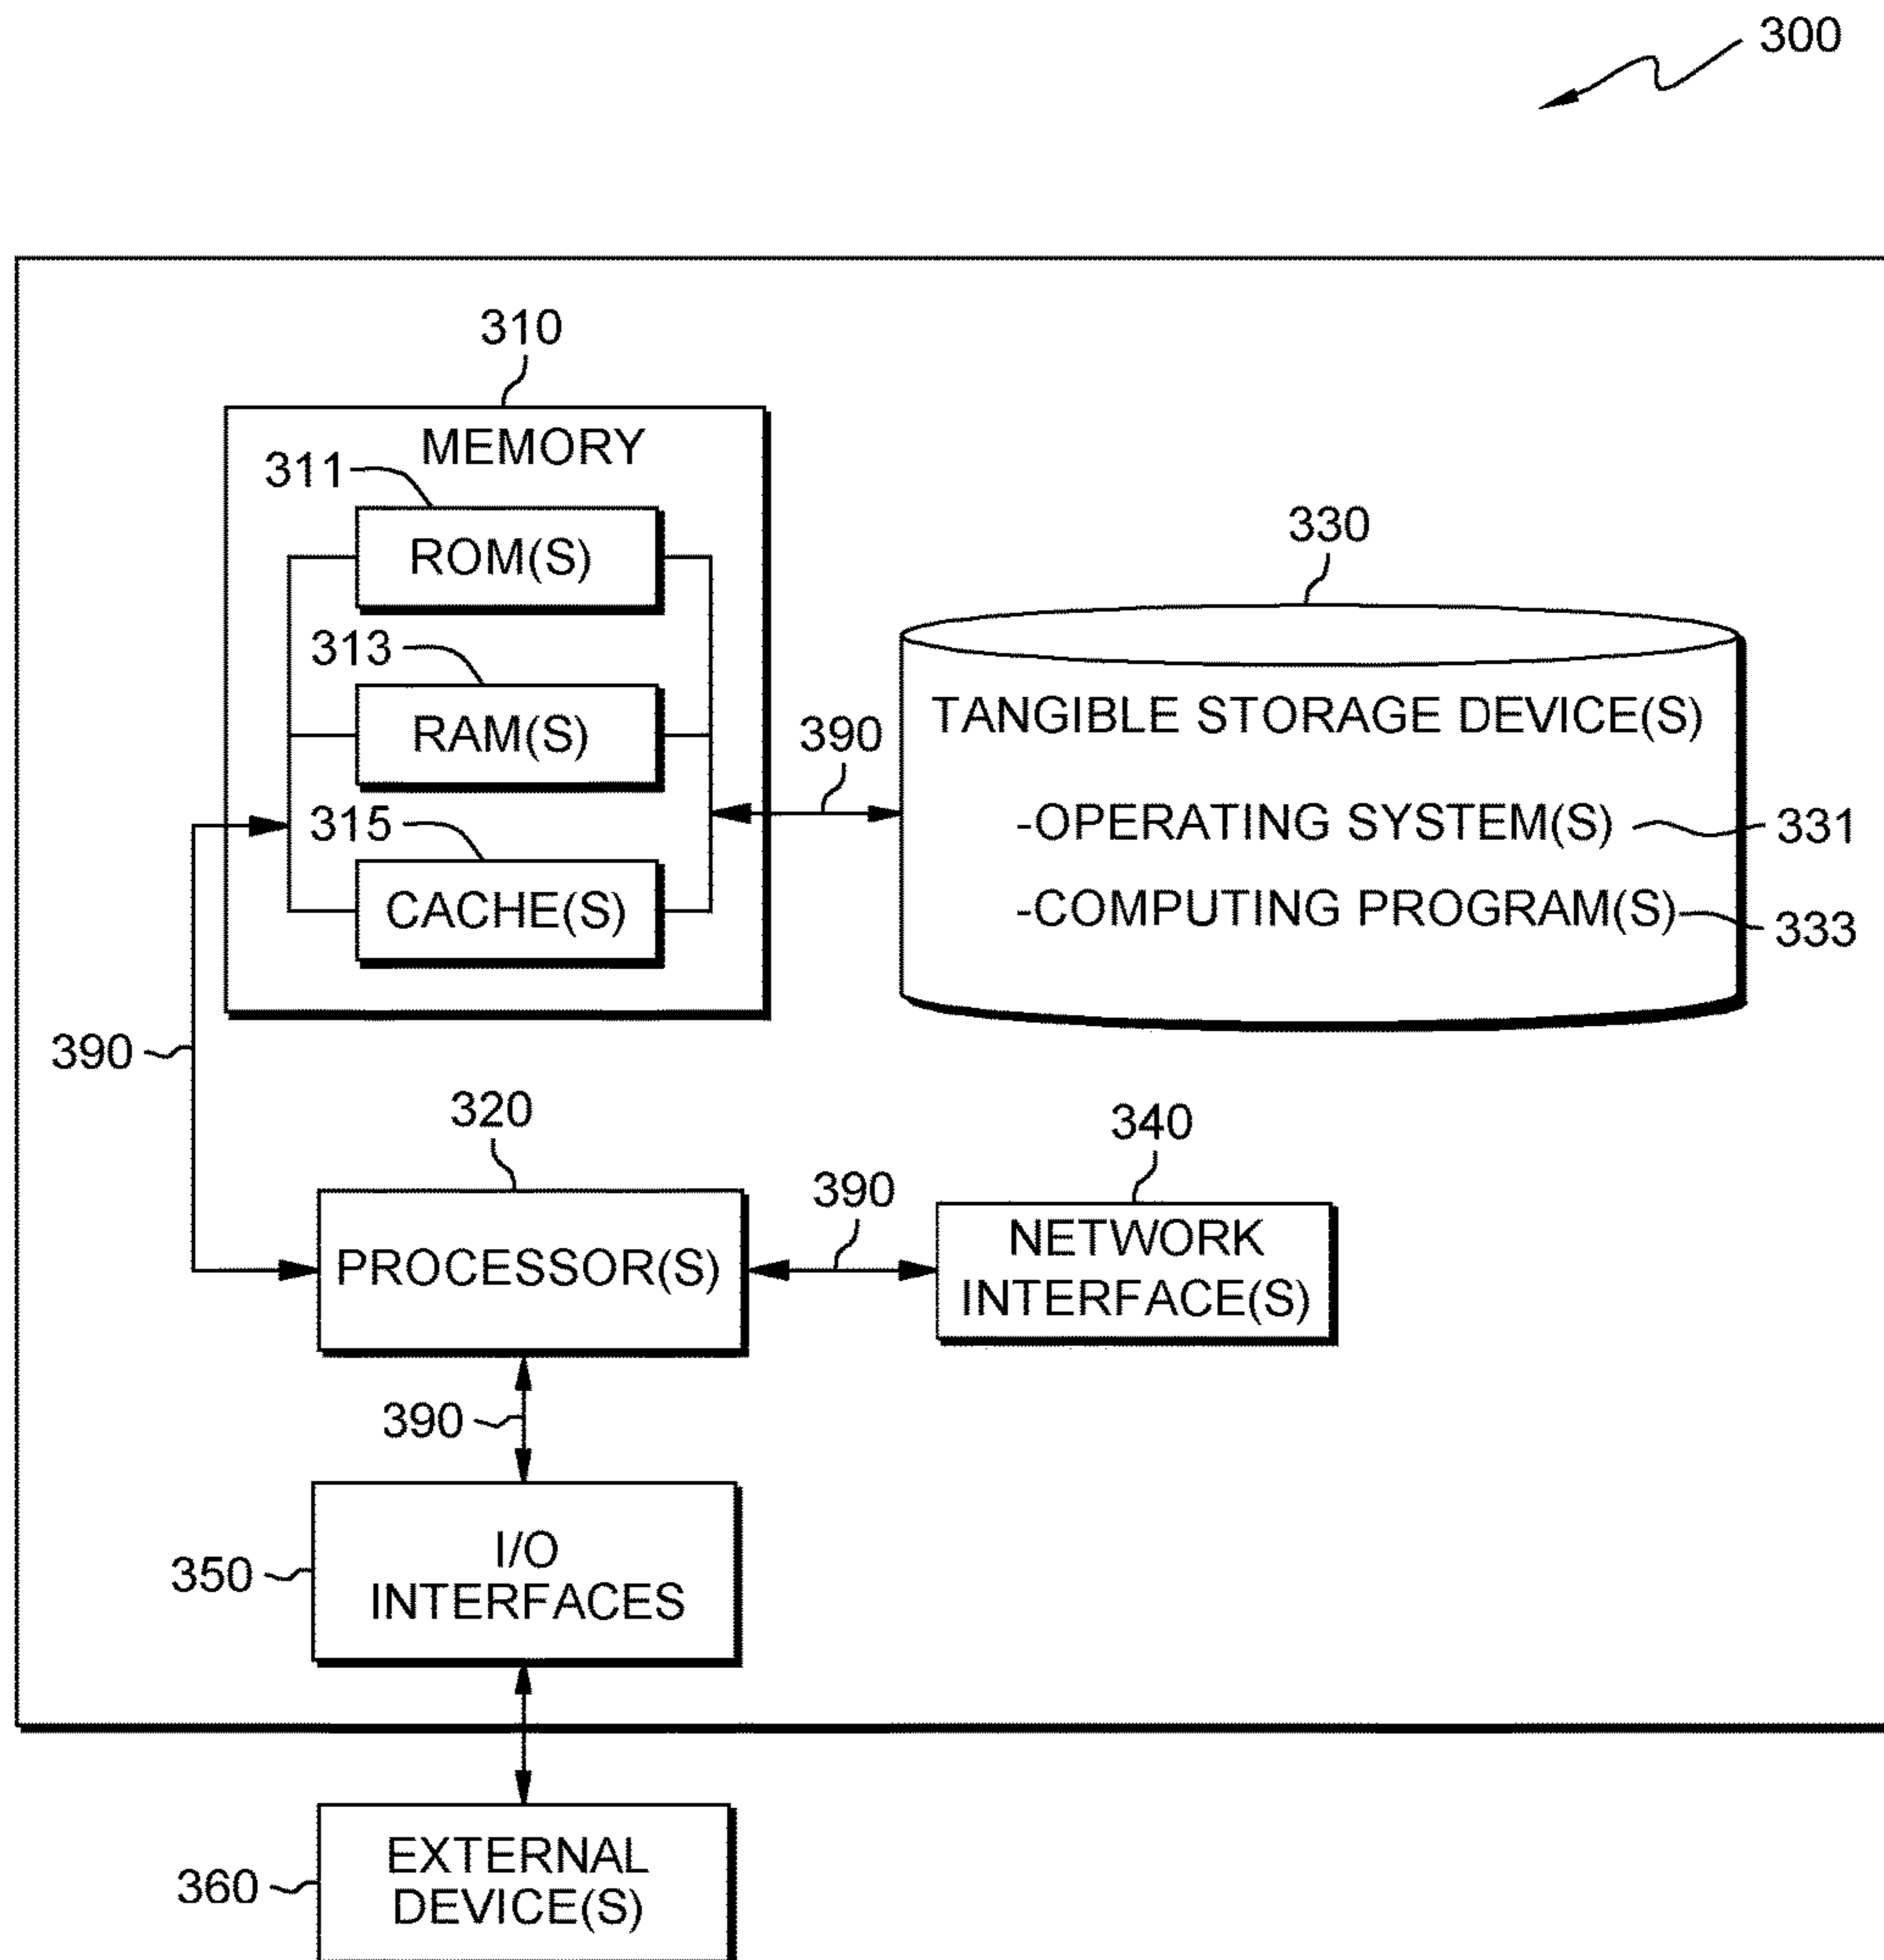 300
310
MEMORY
311
ROM(S)
313
RAM(S)
315
CACHE(S)
390
330
TANGIBLE STORAGE DEVICE(S)
-OPERATING SYSTEM(S)
331
-COMPUTING PROGRAM(S)
333
390
320
PROCESSOR(S)
390
340
NETWORK
INTERFACE(S)
390
350
I/O
INTERFACES
360
EXTERNAL
DEVICE(S)